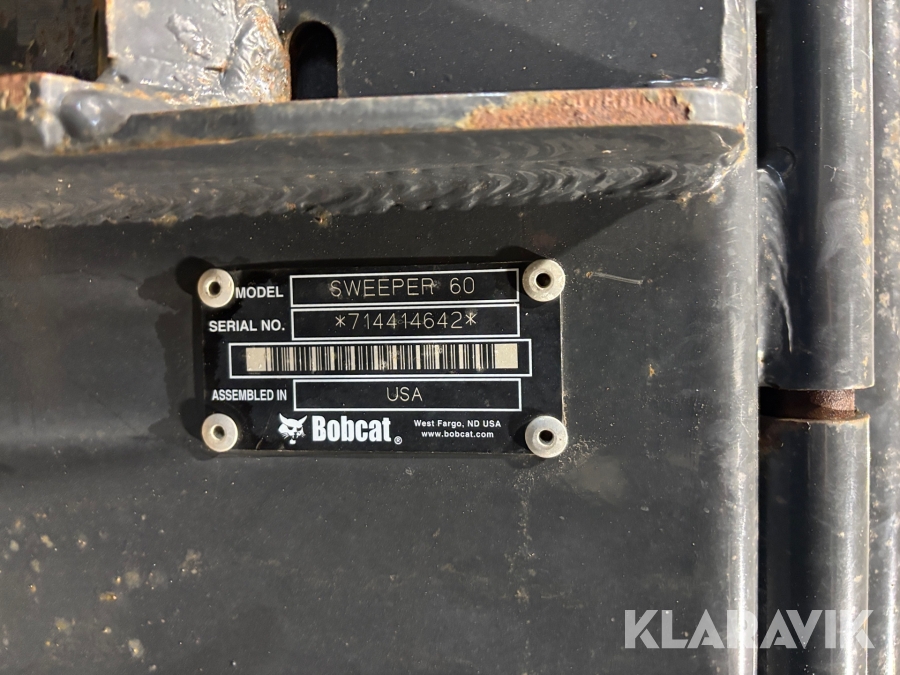 MODEL SWEEPER 60
SERIAL NO. *714414642*
ASSEMBLED IN USA
Bobcat® West Fargo, ND USA
www.bobcat.com
KLARAVIK